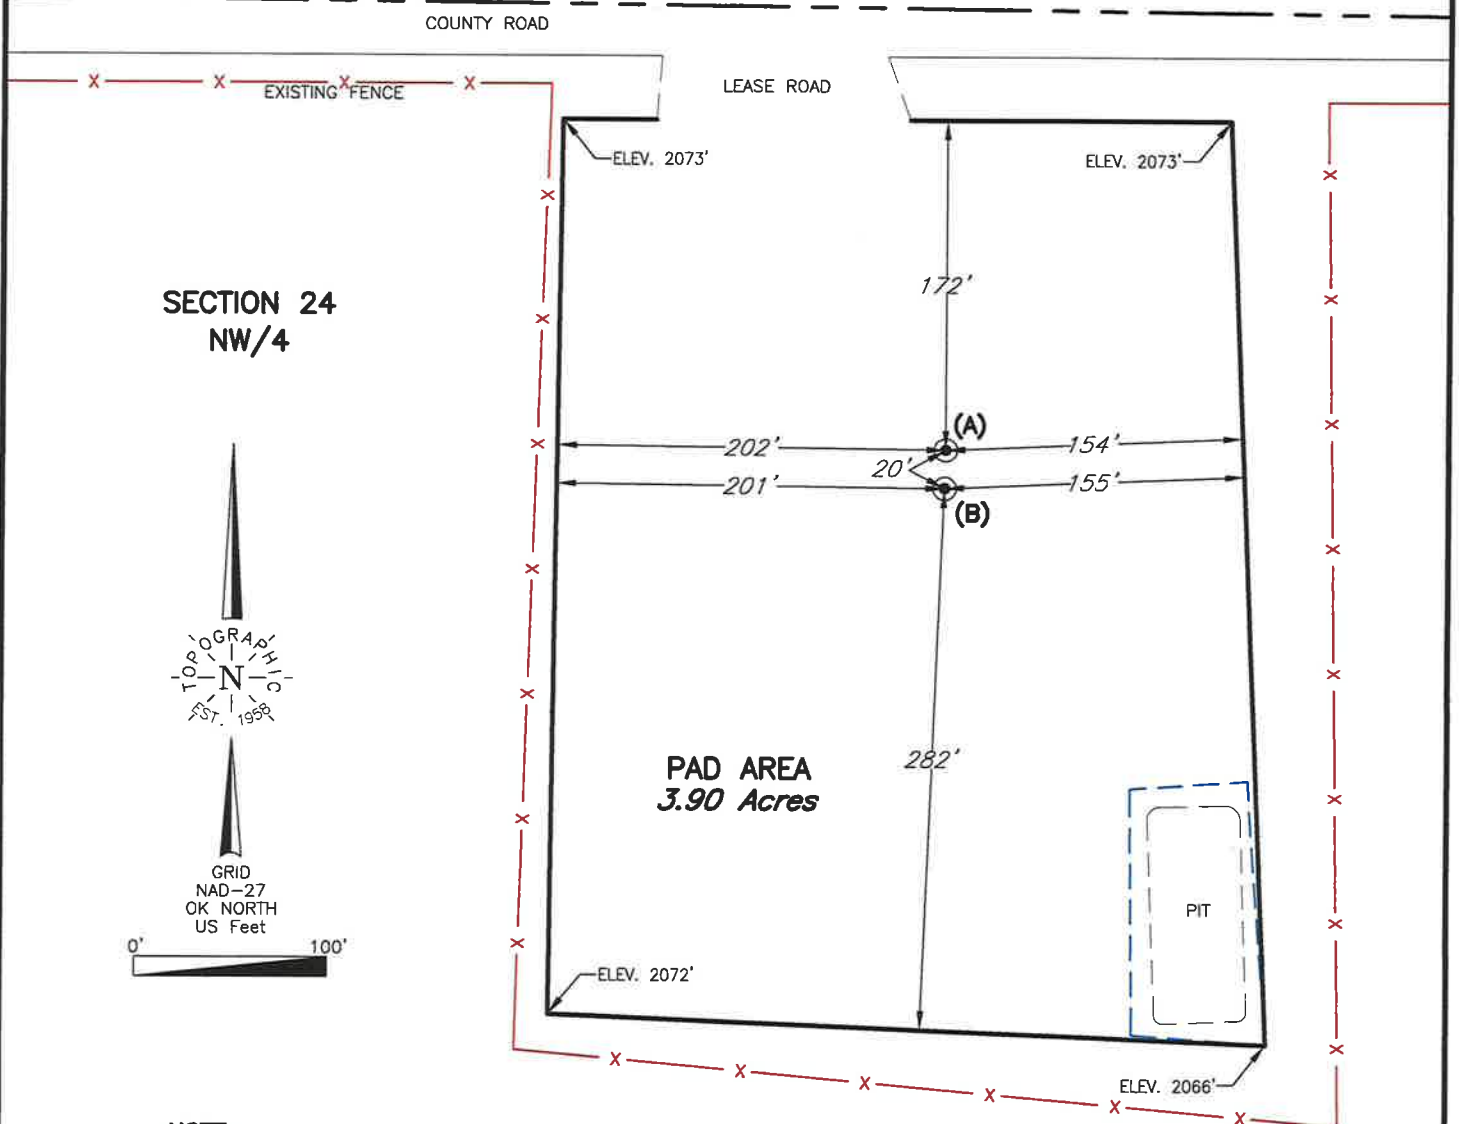 COUNTY ROAD
LEASE ROAD
X X X X
EXISTING FENCE
ELEV. 2073'
ELEV. 2073'
172'
SECTION 24
NW/4
(A)
202'
154'
20'
201'
155'
(B)
TOPOGRAPHIC
N
EST. 1958
282'
PAD AREA
3.90 Acres
GRID
NAD-27
OK NORTH
US Feet
0' 100'
PIT
ELEV. 2072'
ELEV. 2066'